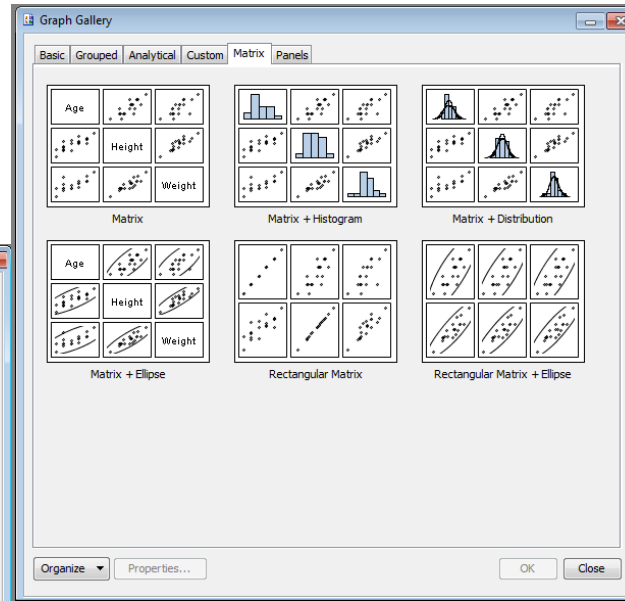 Graph Gallery
Basic Grouped Analytical Custom Matrix Panels
Age
Height
Weight
Matrix Matrix + Histogram Matrix + Distribution
Age
Height
Weight
Matrix + Ellipse Rectangular Matrix Rectangular Matrix + Ellipse
Organize Properties... OK Close